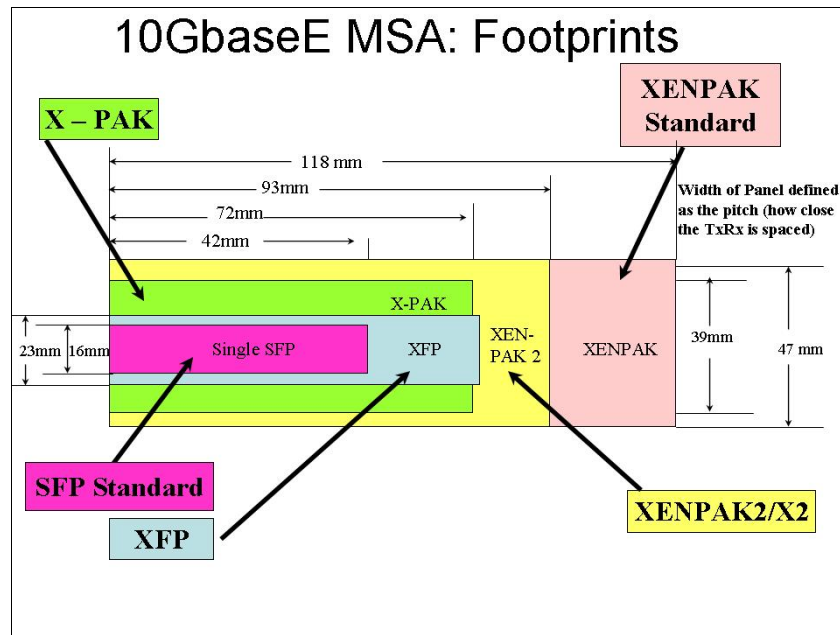 10GbaseE MSA: Footprints
X – PAK
XENPAK
Standard
118 mm
93mm
72mm
42mm
Width of Panel defined
as the pitch (how close
the TxRx is spaced)
X-PAK
23mm
16mm
Single SFP
XFP
XEN-
PAK 2
XENPAK
39mm
47 mm
SFP Standard
XFP
XENPAK2/X2